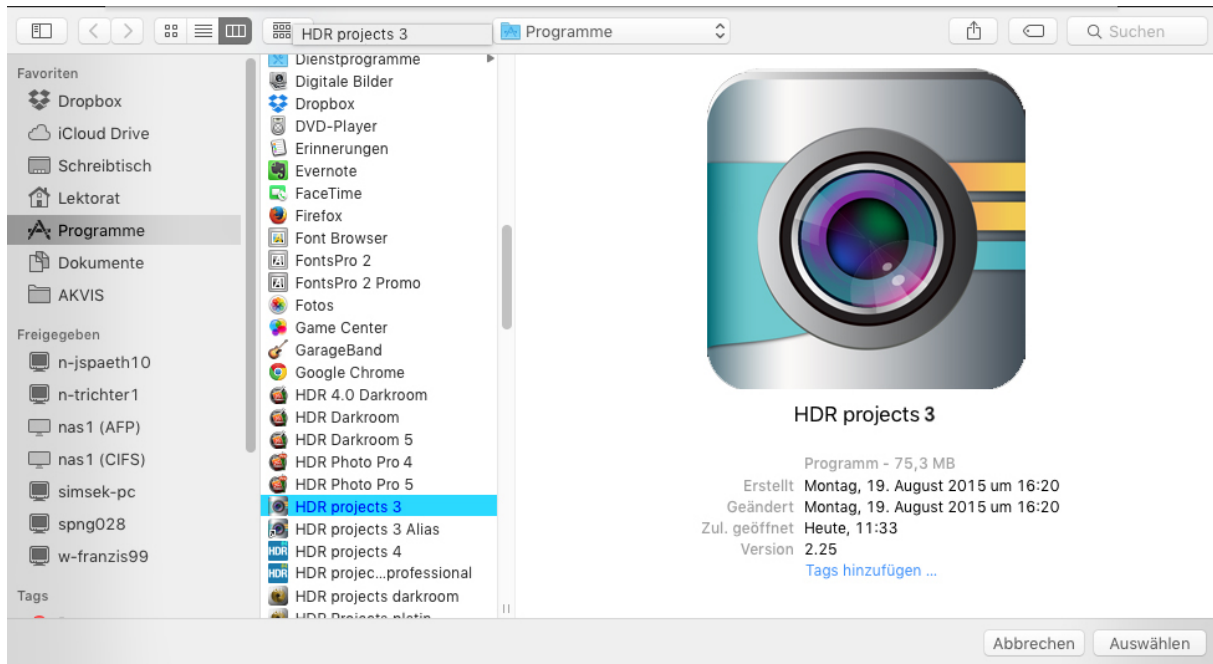 HDR projects 3
Programme
Suchen
Favoriten
Dropbox
iCloud Drive
Schreibtisch
Lektorat
Programme
Dokumente
AKVIS
Freigegeben
n-jspaeth10
n-trichter1
nas1 (AFP)
nas1 (CIFS)
simsek-pc
spng028
w-franzis99
Tags
Dienstprogramme
Digitale Bilder
Dropbox
DVD-Player
Erinnerungen
Evernote
FaceTime
Firefox
Font Browser
FontsPro 2
FontsPro 2 Promo
Fotos
Game Center
GarageBand
Google Chrome
HDR 4.0 Darkroom
HDR Darkroom
HDR Darkroom 5
HDR Photo Pro 4
HDR Photo Pro 5
HDR projects 3
HDR projects 3 Alias
HDR projects 4
HDR projec...professional
HDR projects darkroom
HDR Projects platin
HDR projects 3
Programm - 75,3 MB
Erstellt Montag, 19. August 2015 um 16:20
Geändert Montag, 19. August 2015 um 16:20
Zul. geöffnet Heute, 11:33
Version 2.25
Tags hinzufügen ...
Abbrechen
Auswählen